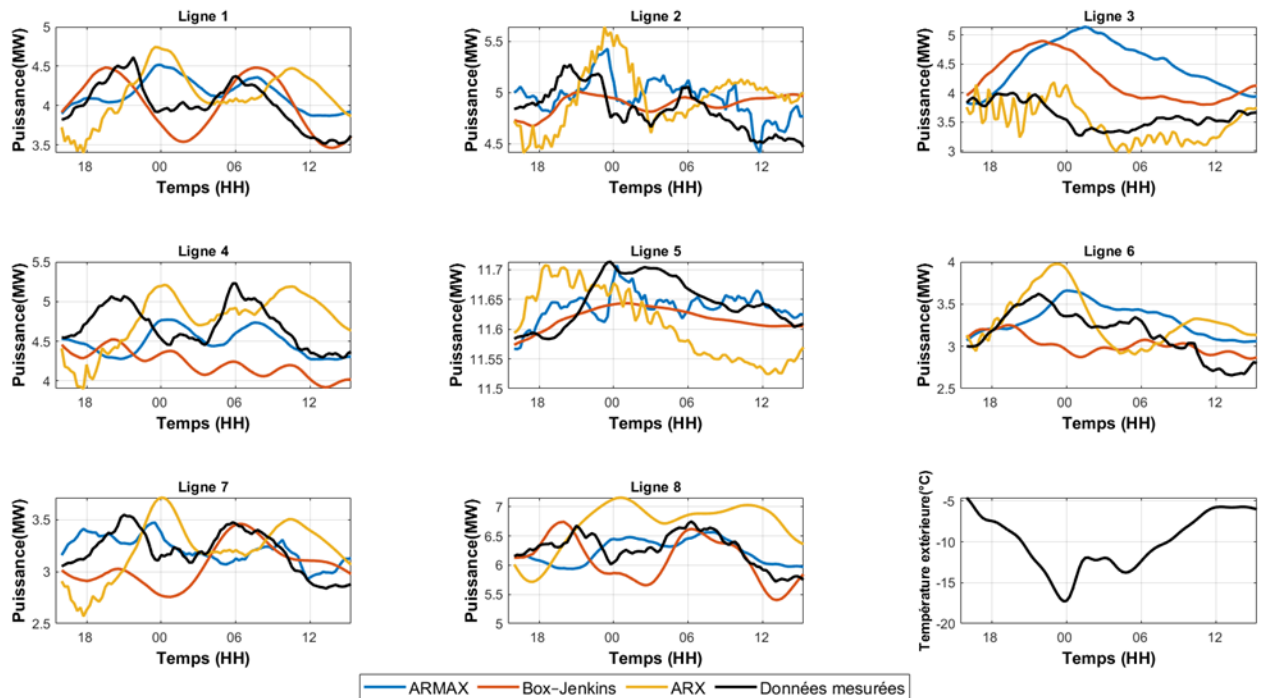 Ligne 1
Puissance(MW)
5
4.5
4
3.5
18 00 06 12
Temps (HH)
Ligne 2
Puissance(MW)
5.5
5
4.5
18 00 06 12
Temps (HH)
Ligne 3
Puissance(MW)
5
4.5
4
3.5
3
18 00 06 12
Temps (HH)
Ligne 4
Puissance(MW)
5.5
5
4.5
4
18 00 06 12
Temps (HH)
Ligne 5
Puissance(MW)
11.7
11.65
11.6
11.55
11.5
18 00 06 12
Temps (HH)
Ligne 6
Puissance(MW)
4
3.5
3
2.5
18 00 06 12
Temps (HH)
Ligne 7
Puissance(MW)
3.5
3
2.5
18 00 06 12
Temps (HH)
Ligne 8
Puissance(MW)
7
6.5
6
5.5
5
18 00 06 12
Temps (HH)
Température extérieure(°C)
-5
-10
-15
-20
18 00 06 12
Temps (HH)
ARMAX Box-Jenkins ARX Données mesurées